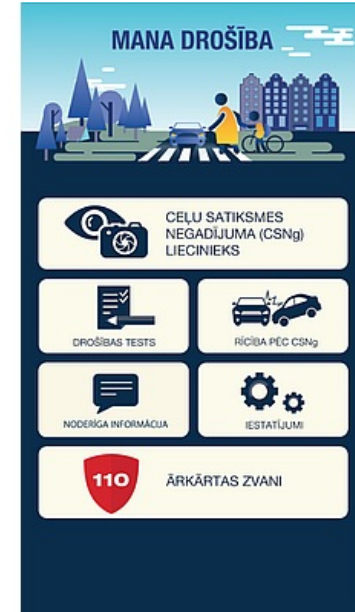 MANA DROŠĪBA
CEĻU SATIKSMES
NEGADĪJUMA (CSNg)
LIECINIEKS
DROŠĪBAS TESTS
RĪCĪBA PĒC CSNg
NODERĪGA INFORMĀCIJA
IESTATĪJUMI
110
ĀRKĀRTAS ZVANI